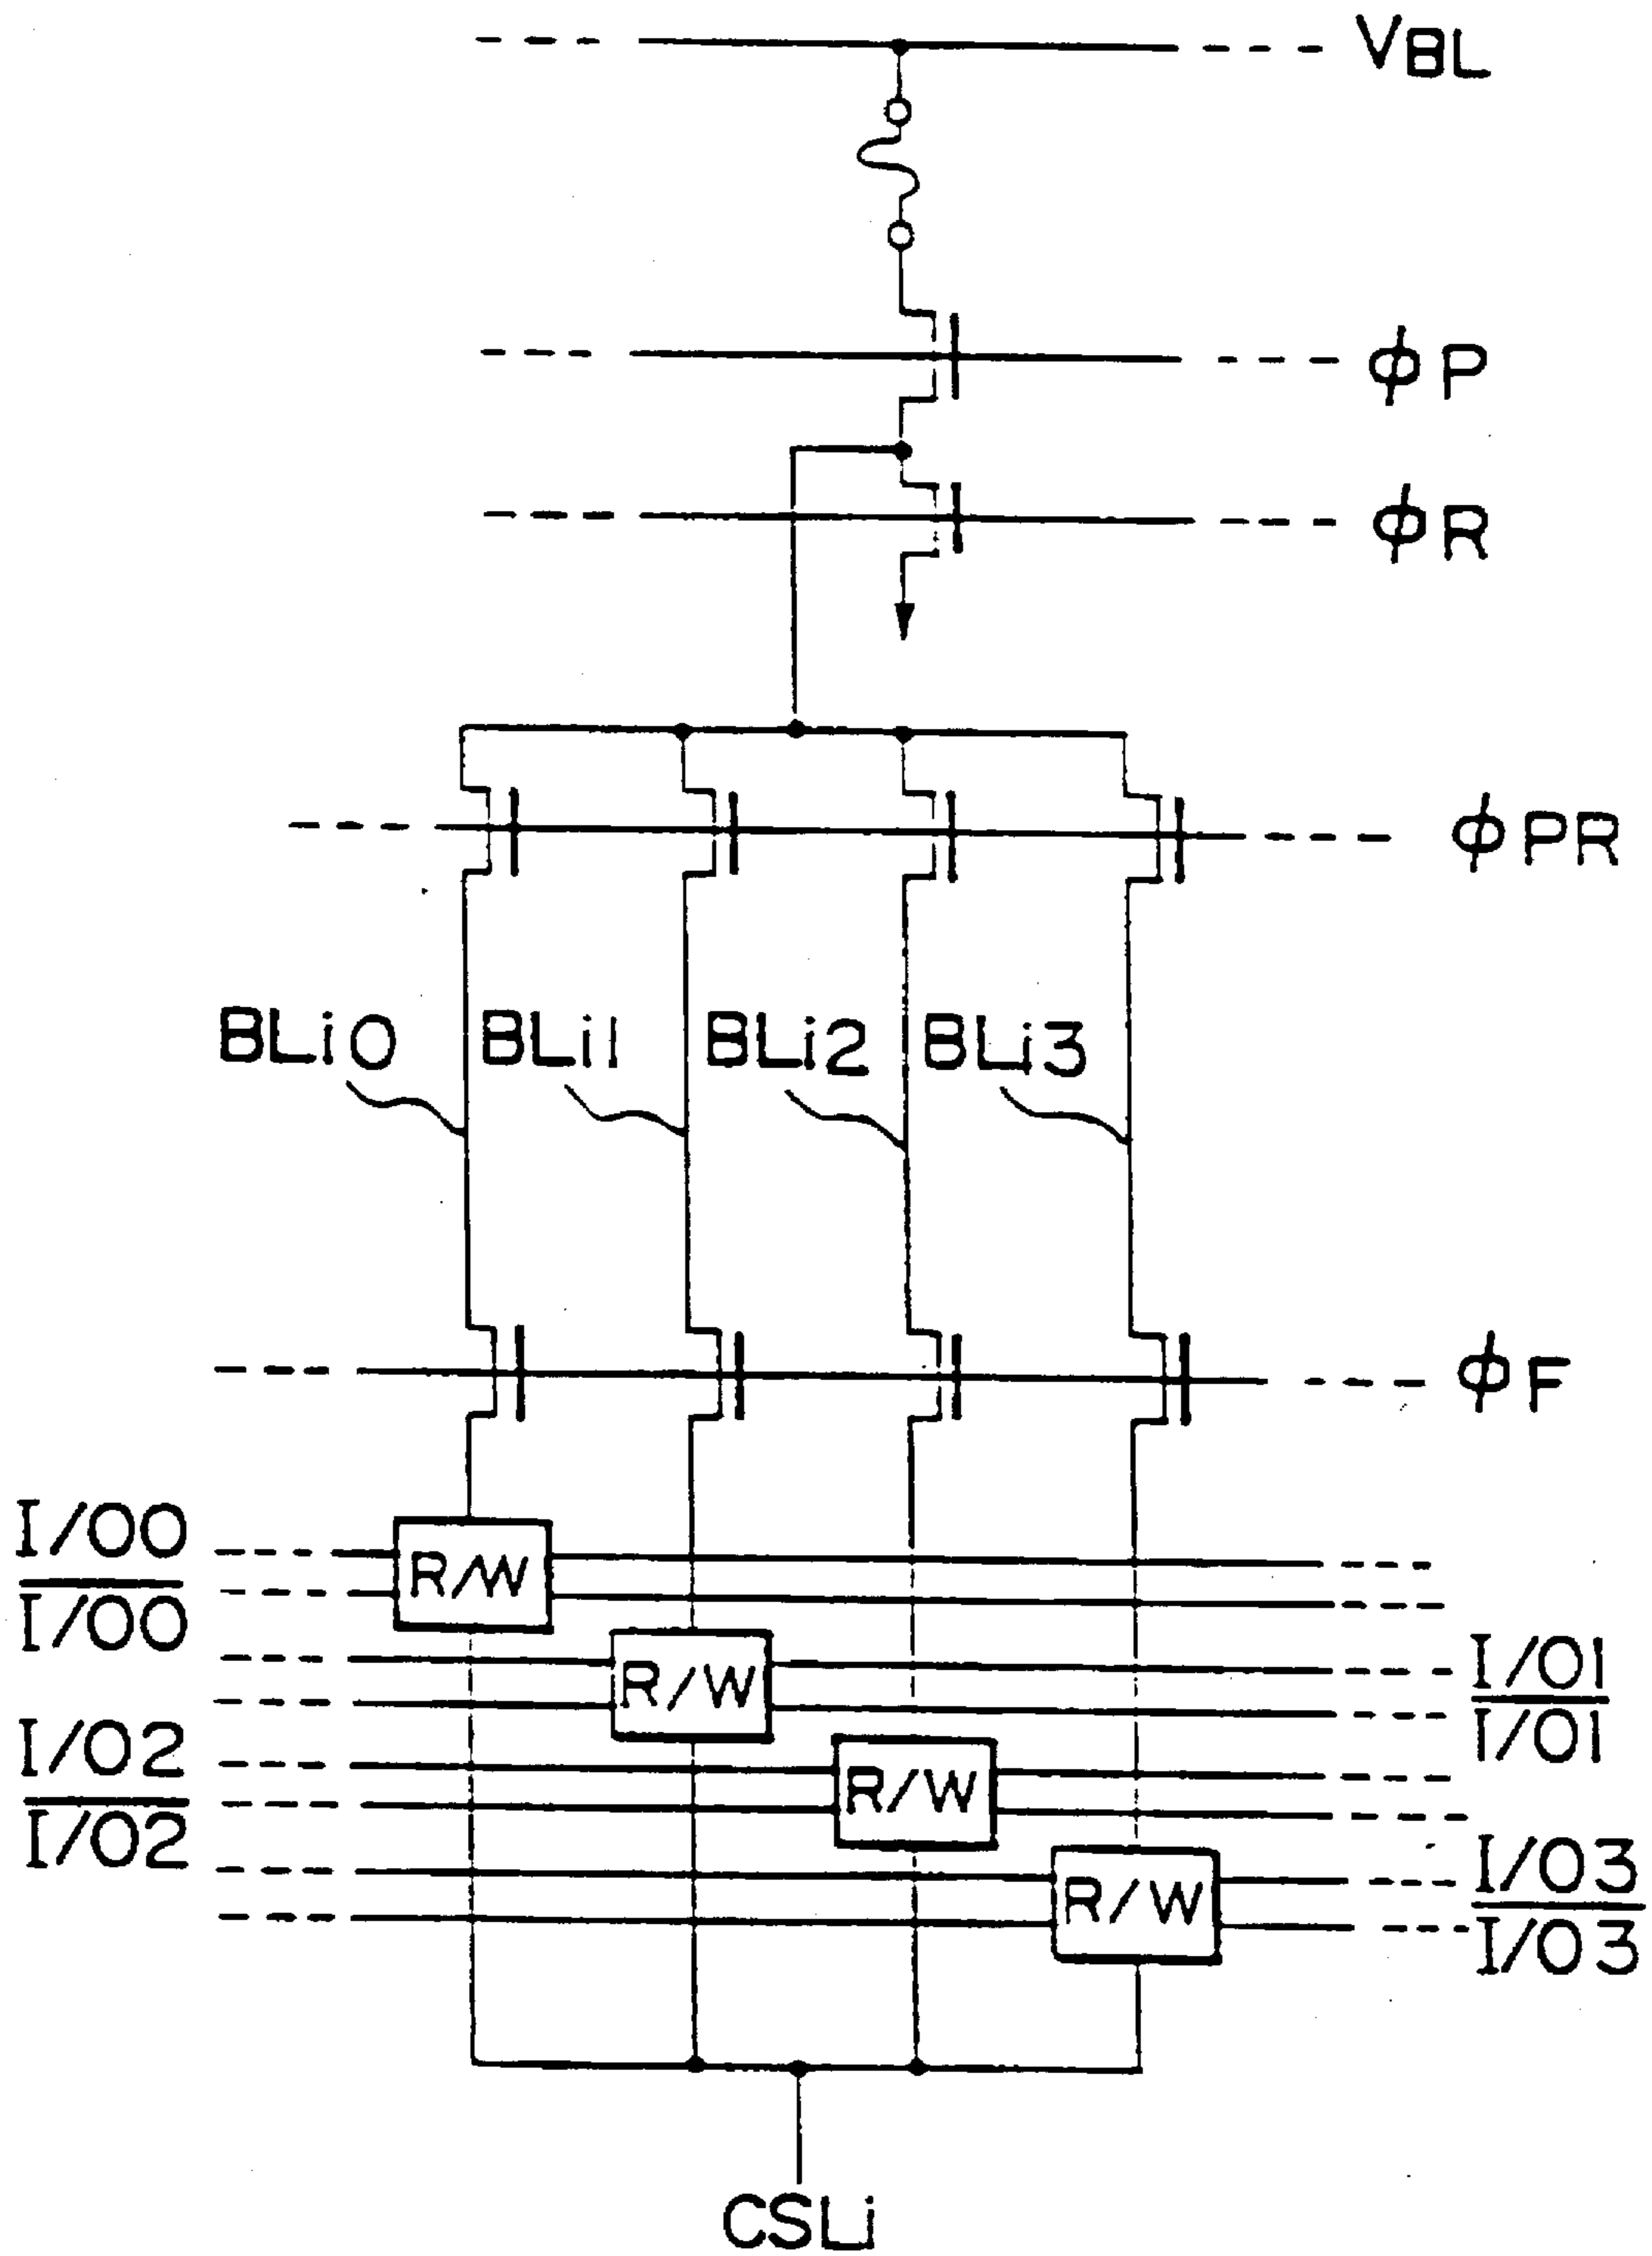 VBL
ϕP
ϕR
ϕPR
BLi0 BLi1 BLi2 BLi3
ϕF
I/O0
R/W
I/O0
I/O1
R/W
I/O1
I/O2
R/W
I/O2
I/O3
R/W
I/O3
CSLi